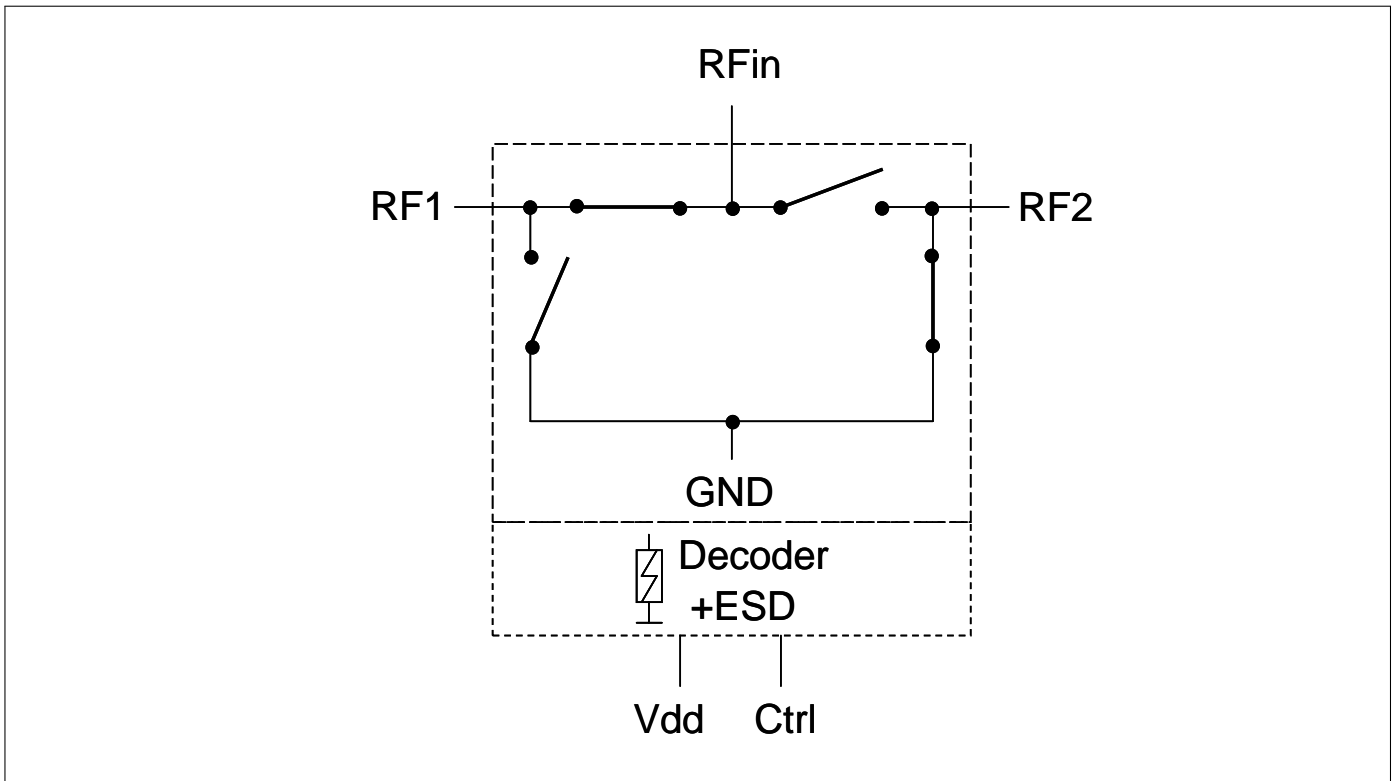 RFin
RF1
RF2
GND
Decoder
+ESD
Vdd
Ctrl